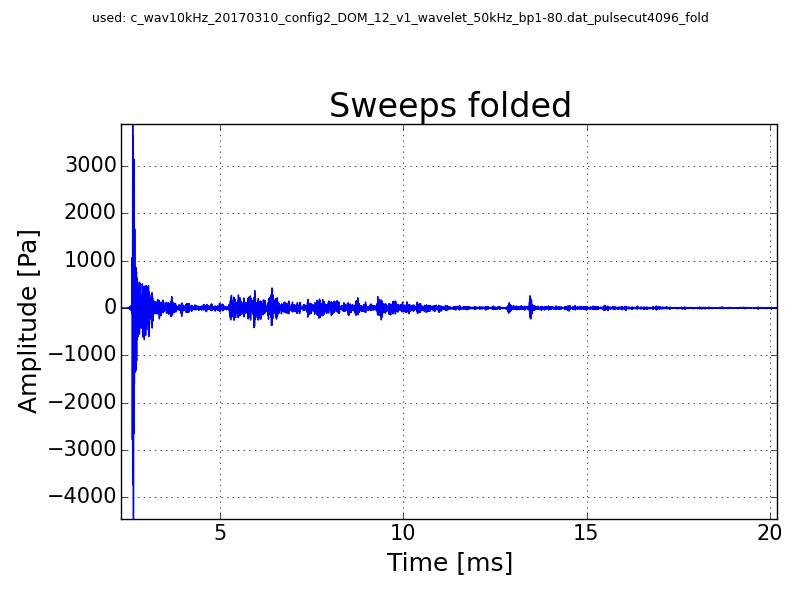 used: c_wav10kHz_20170310_config2_DOM_12_v1_wavelet_50kHz_bp1-80.dat_pulsecut4096_fold
Sweeps folded
3000
2000
1000
0
−1000
−2000
−3000
−4000
Amplitude [Pa]
5 10 15 20
Time [ms]